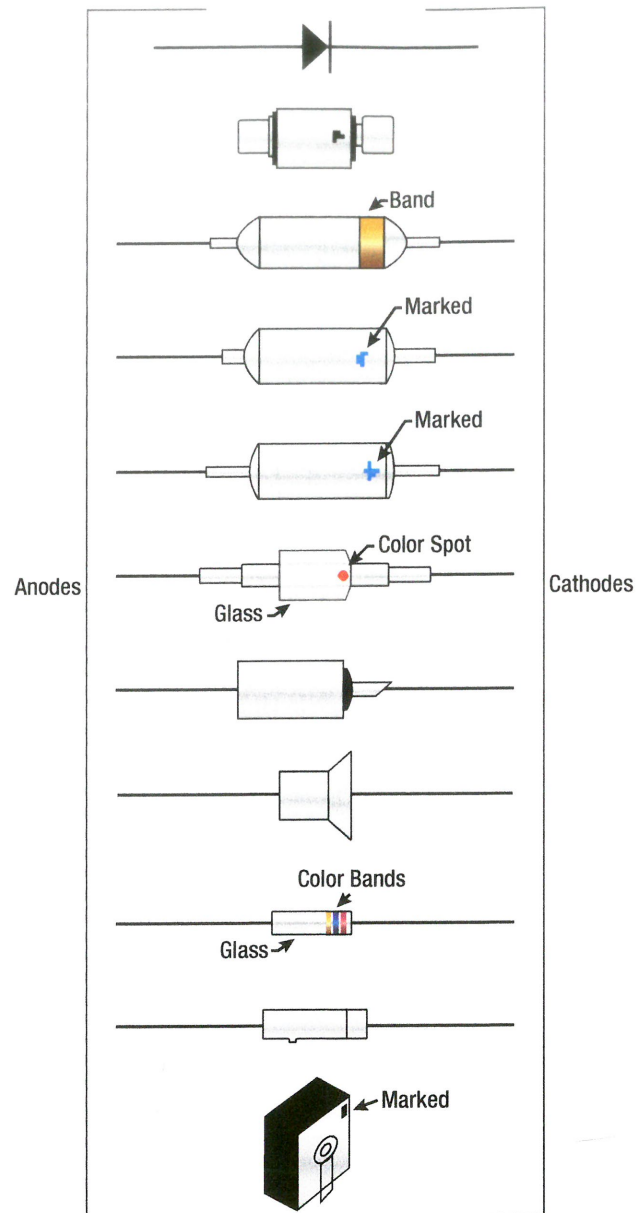 Band
Marked
Marked
+
Color Spot
Anodes
Cathodes
Glass
Color Bands
Glass
Marked